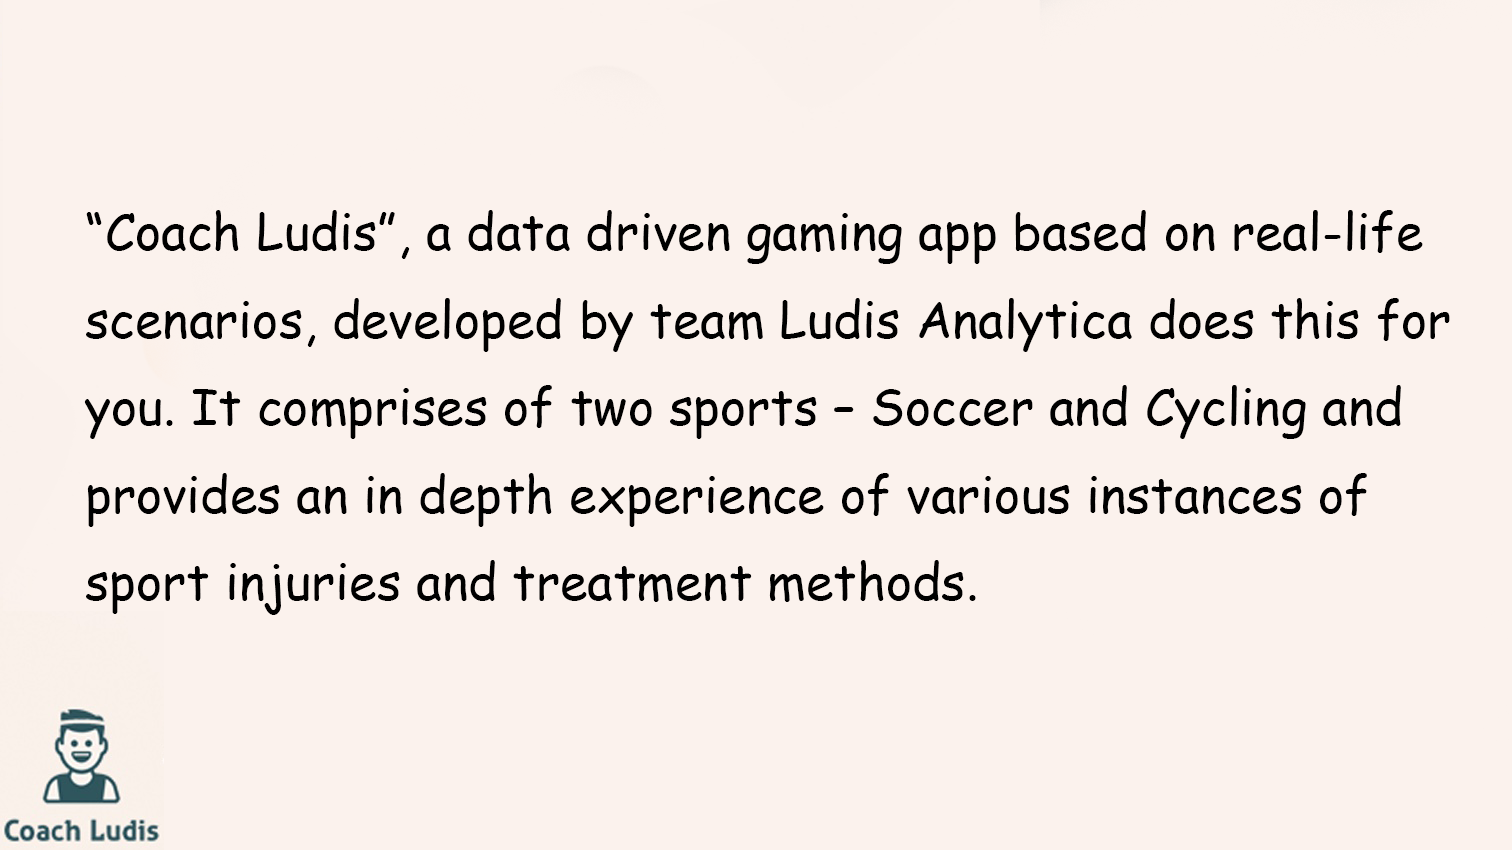 “Coach Ludis”, a data driven gaming app based on real-life
scenarios, developed by team Ludis Analytica does this for
you. It comprises of two sports – Soccer and Cycling and
provides an in depth experience of various instances of
sport injuries and treatment methods.
Coach Ludis